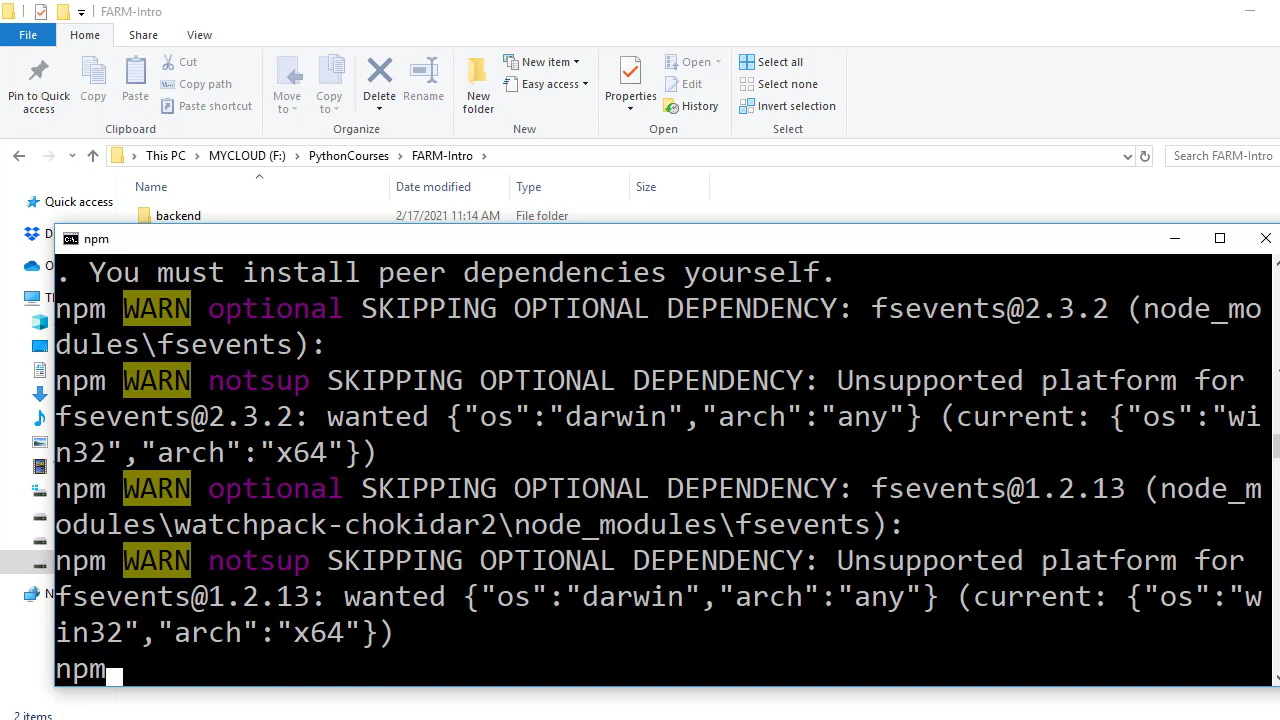 FARM-Intro
File Home Share View
Cut
Copy path
Paste shortcut
Pin to Quick access
Copy
Paste
Clipboard
Move to
Copy to
Delete
Rename
Organize
New folder
New item
Easy access
New
Properties
Open
Edit
History
Open
Select all
Select none
Invert selection
Select
This PC MYCLOUD (F:) PythonCourses FARM-Intro
Search FARM-Intro
Name Date modified Type Size
Quick access
backend 2/17/2021 11:14 AM File folder
D
O
Th
N
C:\. npm
. You must install peer dependencies yourself.
npm WARN optional SKIPPING OPTIONAL DEPENDENCY: fsevents@2.3.2 (node_mo
dules\fsevents):
npm WARN notsup SKIPPING OPTIONAL DEPENDENCY: Unsupported platform for
fsevents@2.3.2: wanted {"os":"darwin","arch":"any"} (current: {"os":"wi
n32","arch":"x64"})
npm WARN optional SKIPPING OPTIONAL DEPENDENCY: fsevents@1.2.13 (node_m
odules\watchpack-chokidar2\node_modules\fsevents):
npm WARN notsup SKIPPING OPTIONAL DEPENDENCY: Unsupported platform for
fsevents@1.2.13: wanted {"os":"darwin","arch":"any"} (current: {"os":"w
in32","arch":"x64"})
npm
2 items